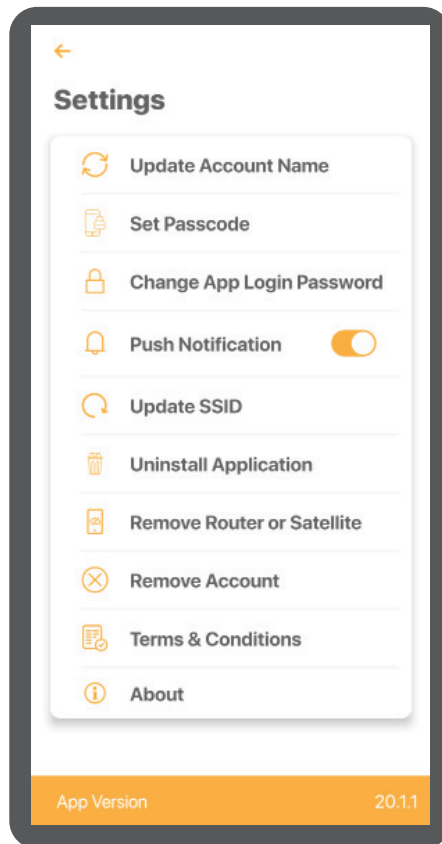 Settings
Update Account Name
Set Passcode
Change App Login Password
Push Notification
Update SSID
Uninstall Application
Remove Router or Satellite
Remove Account
Terms & Conditions
About
App Version 20.1.1